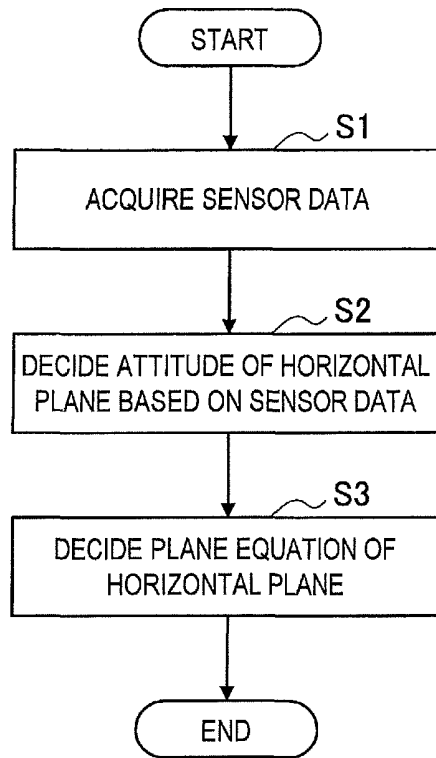 START
S1
ACQUIRE SENSOR DATA
S2
DECIDE ATTITUDE OF HORIZONTAL
PLANE BASED ON SENSOR DATA
S3
DECIDE PLANE EQUATION OF
HORIZONTAL PLANE
END